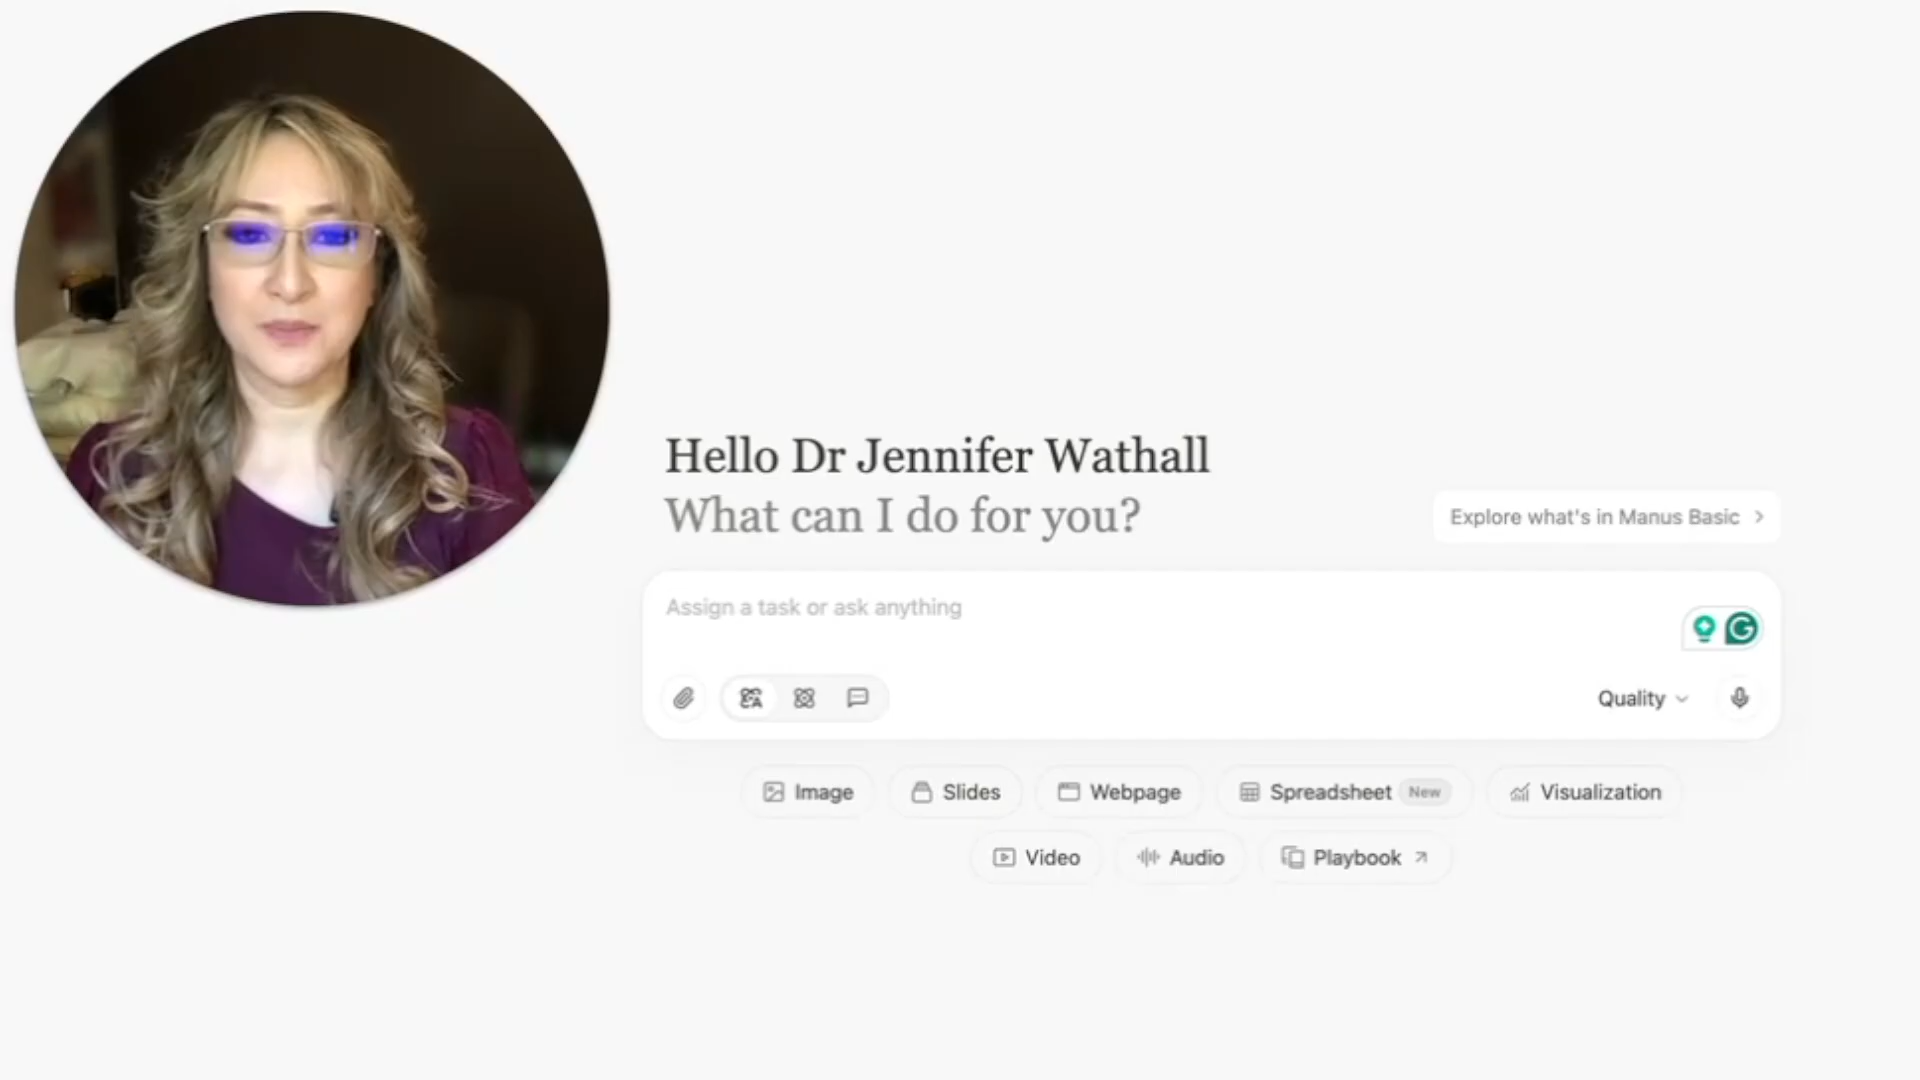 Hello Dr Jennifer Wathall
What can I do for you?
Explore what's in Manus Basic
Assign a task or ask anything
Quality
Image
Slides
Webpage
Spreadsheet New
Visualization
Video
Audio
Playbook